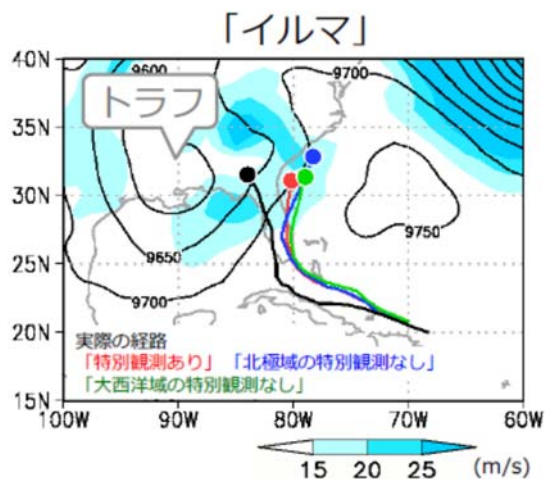 「イルマ」
40N
9600
9700
トラフ
35N
30N
9750
9650
25N
9700
20N
実際の経路
「特別観測あり」 「北極域の特別観測なし」
「大西洋域の特別観測なし」
15N
100W 90W 80W 70W 60W
15 20 25 (m/s)